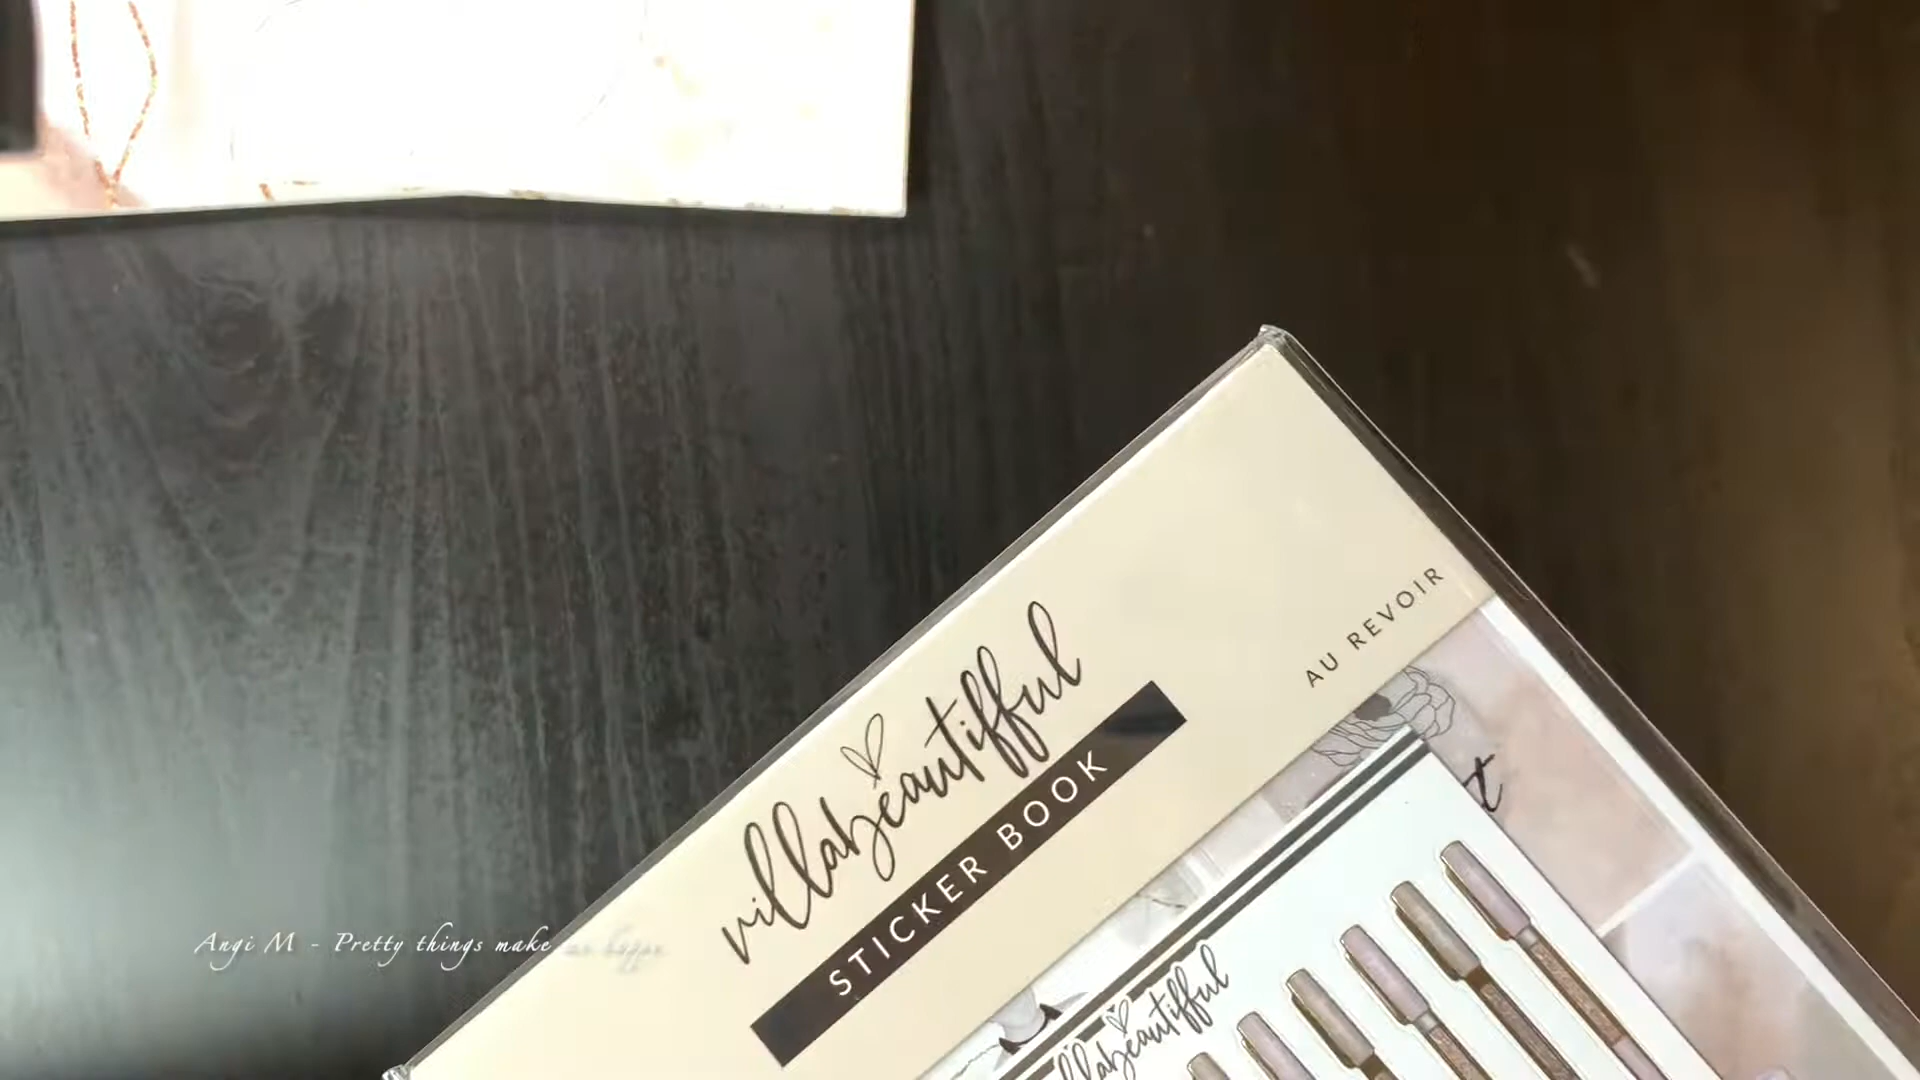 villabeautifful
STICKER BOOK
AU REVOIR
villabeautifful
Angi M - Pretty things make